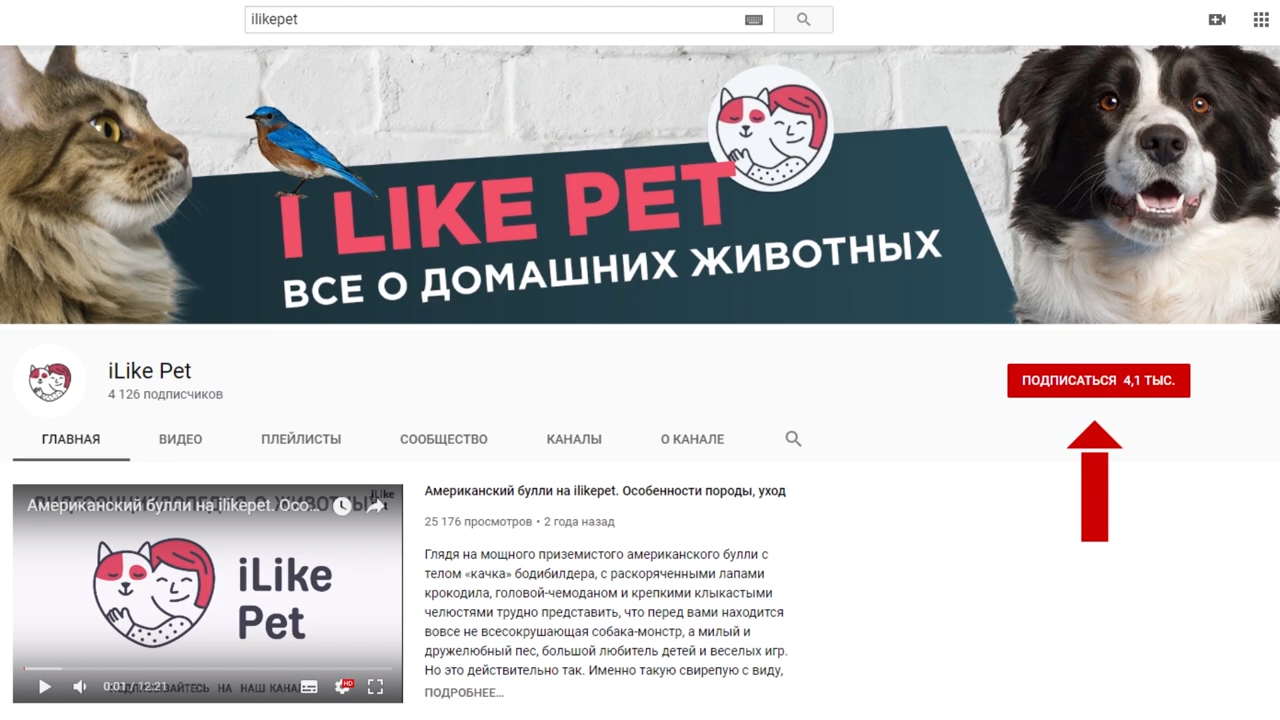 ilikepet
I LIKE PET
ВСЕ О ДОМАШНИХ ЖИВОТНЫХ
iLike Pet
4 126 подписчиков
ПОДПИСАТЬСЯ 4,1 ТЫС.
ГЛАВНАЯ ВИДЕО ПЛЕЙЛИСТЫ СООБЩЕСТВО КАНАЛЫ О КАНАЛЕ
Американский булли на ilikepet. Осо...
iLike
Pet
HD
0:01 / 12:21
НА НАШ
Американский булли на ilikepet. Особенности породы, уход
25 176 просмотров • 2 года назад
Глядя на мощного приземистого американского булли с
телом «качка» бодибилдера, с раскоряченными лапами
крокодила, головой-чемоданом и крепкими клыкастыми
челюстями трудно представить, что перед вами находится
вовсе не всесокрушающая собака-монстр, а милый и
дружелюбный пес, большой любитель детей и веселых игр.
Но это действительно так. Именно такую свирепую с виду,
ПОДРОБНЕЕ...